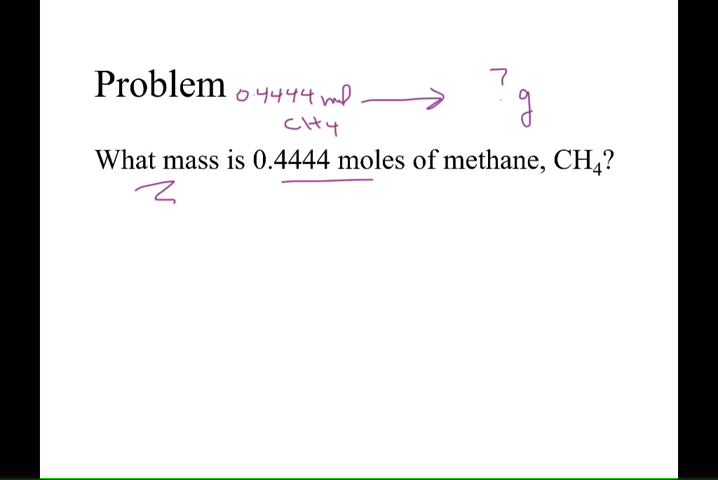 Problem 0.4444 mol ⟶ ? g
CH4
What mass is 0.4444 moles of methane, CH₄?